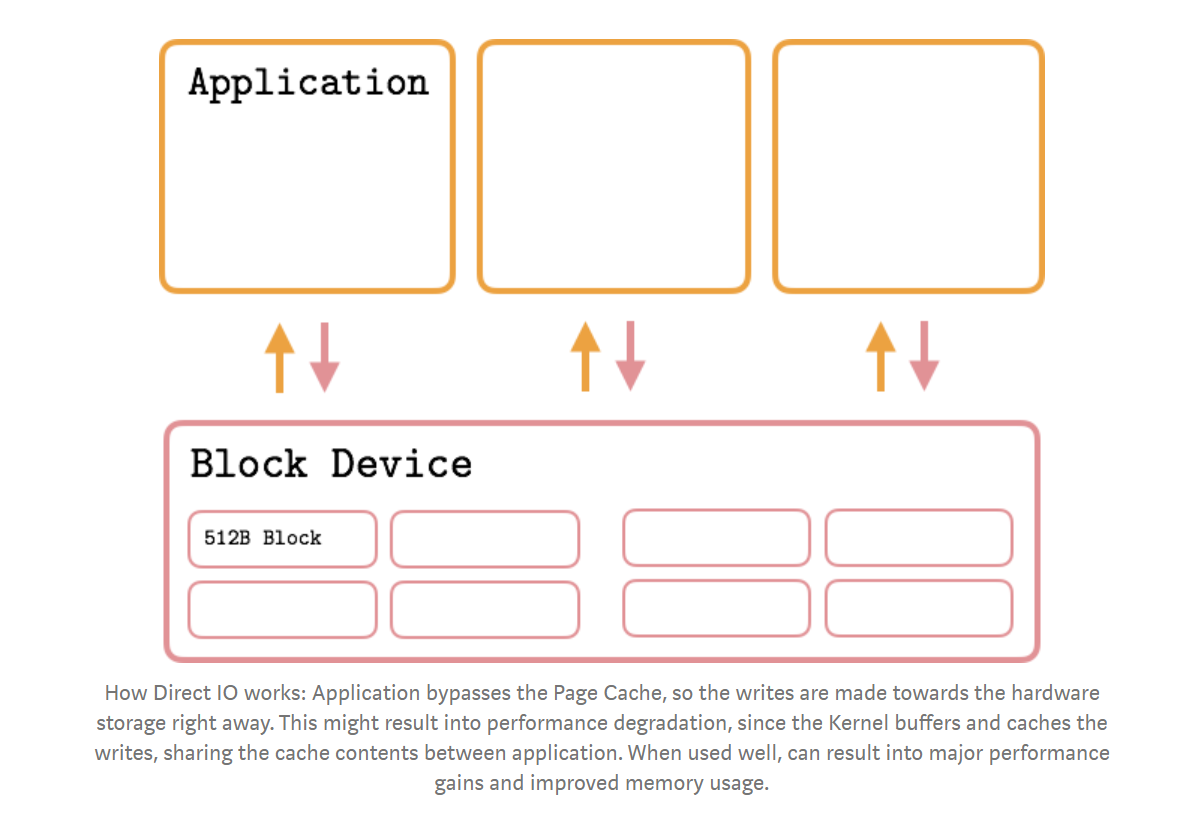 Application
Block Device
512B Block
How Direct IO works: Application bypasses the Page Cache, so the writes are made towards the hardware
storage right away. This might result into performance degradation, since the Kernel buffers and caches the
writes, sharing the cache contents between application. When used well, can result into major performance
gains and improved memory usage.